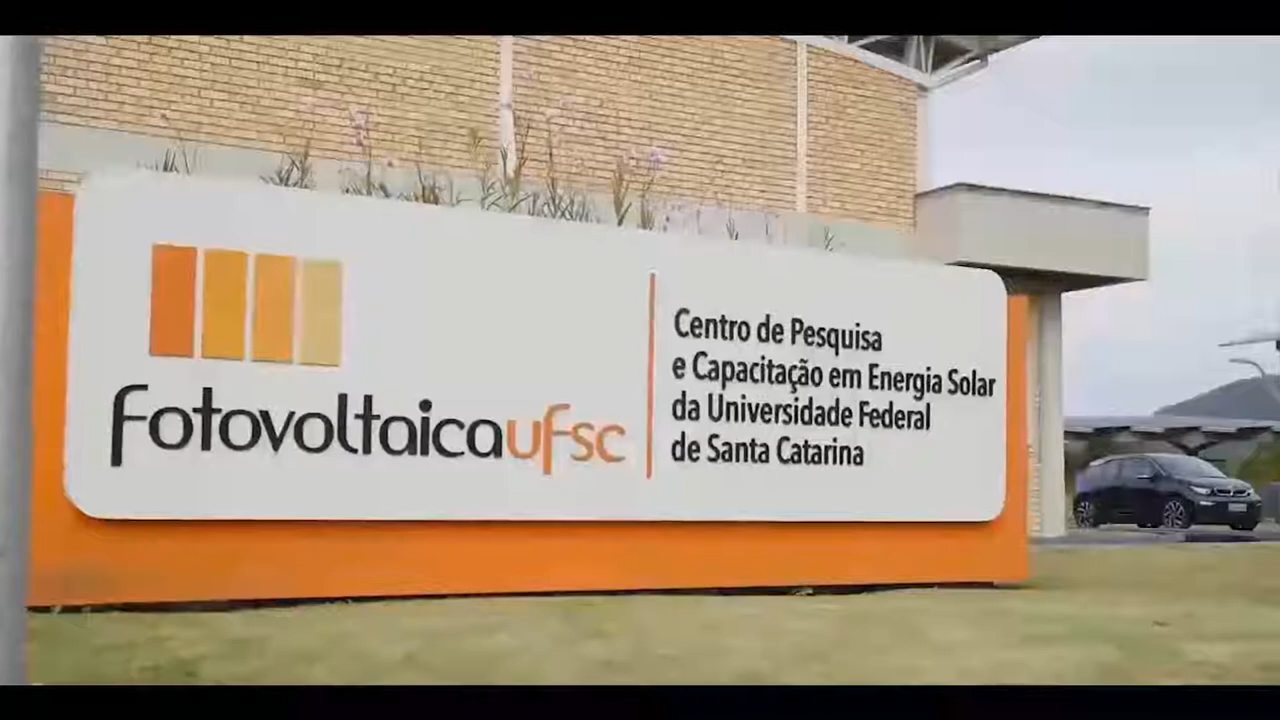 fotovoltaicaufsc
Centro de Pesquisa
e Capacitação em Energia Solar
da Universidade Federal
de Santa Catarina